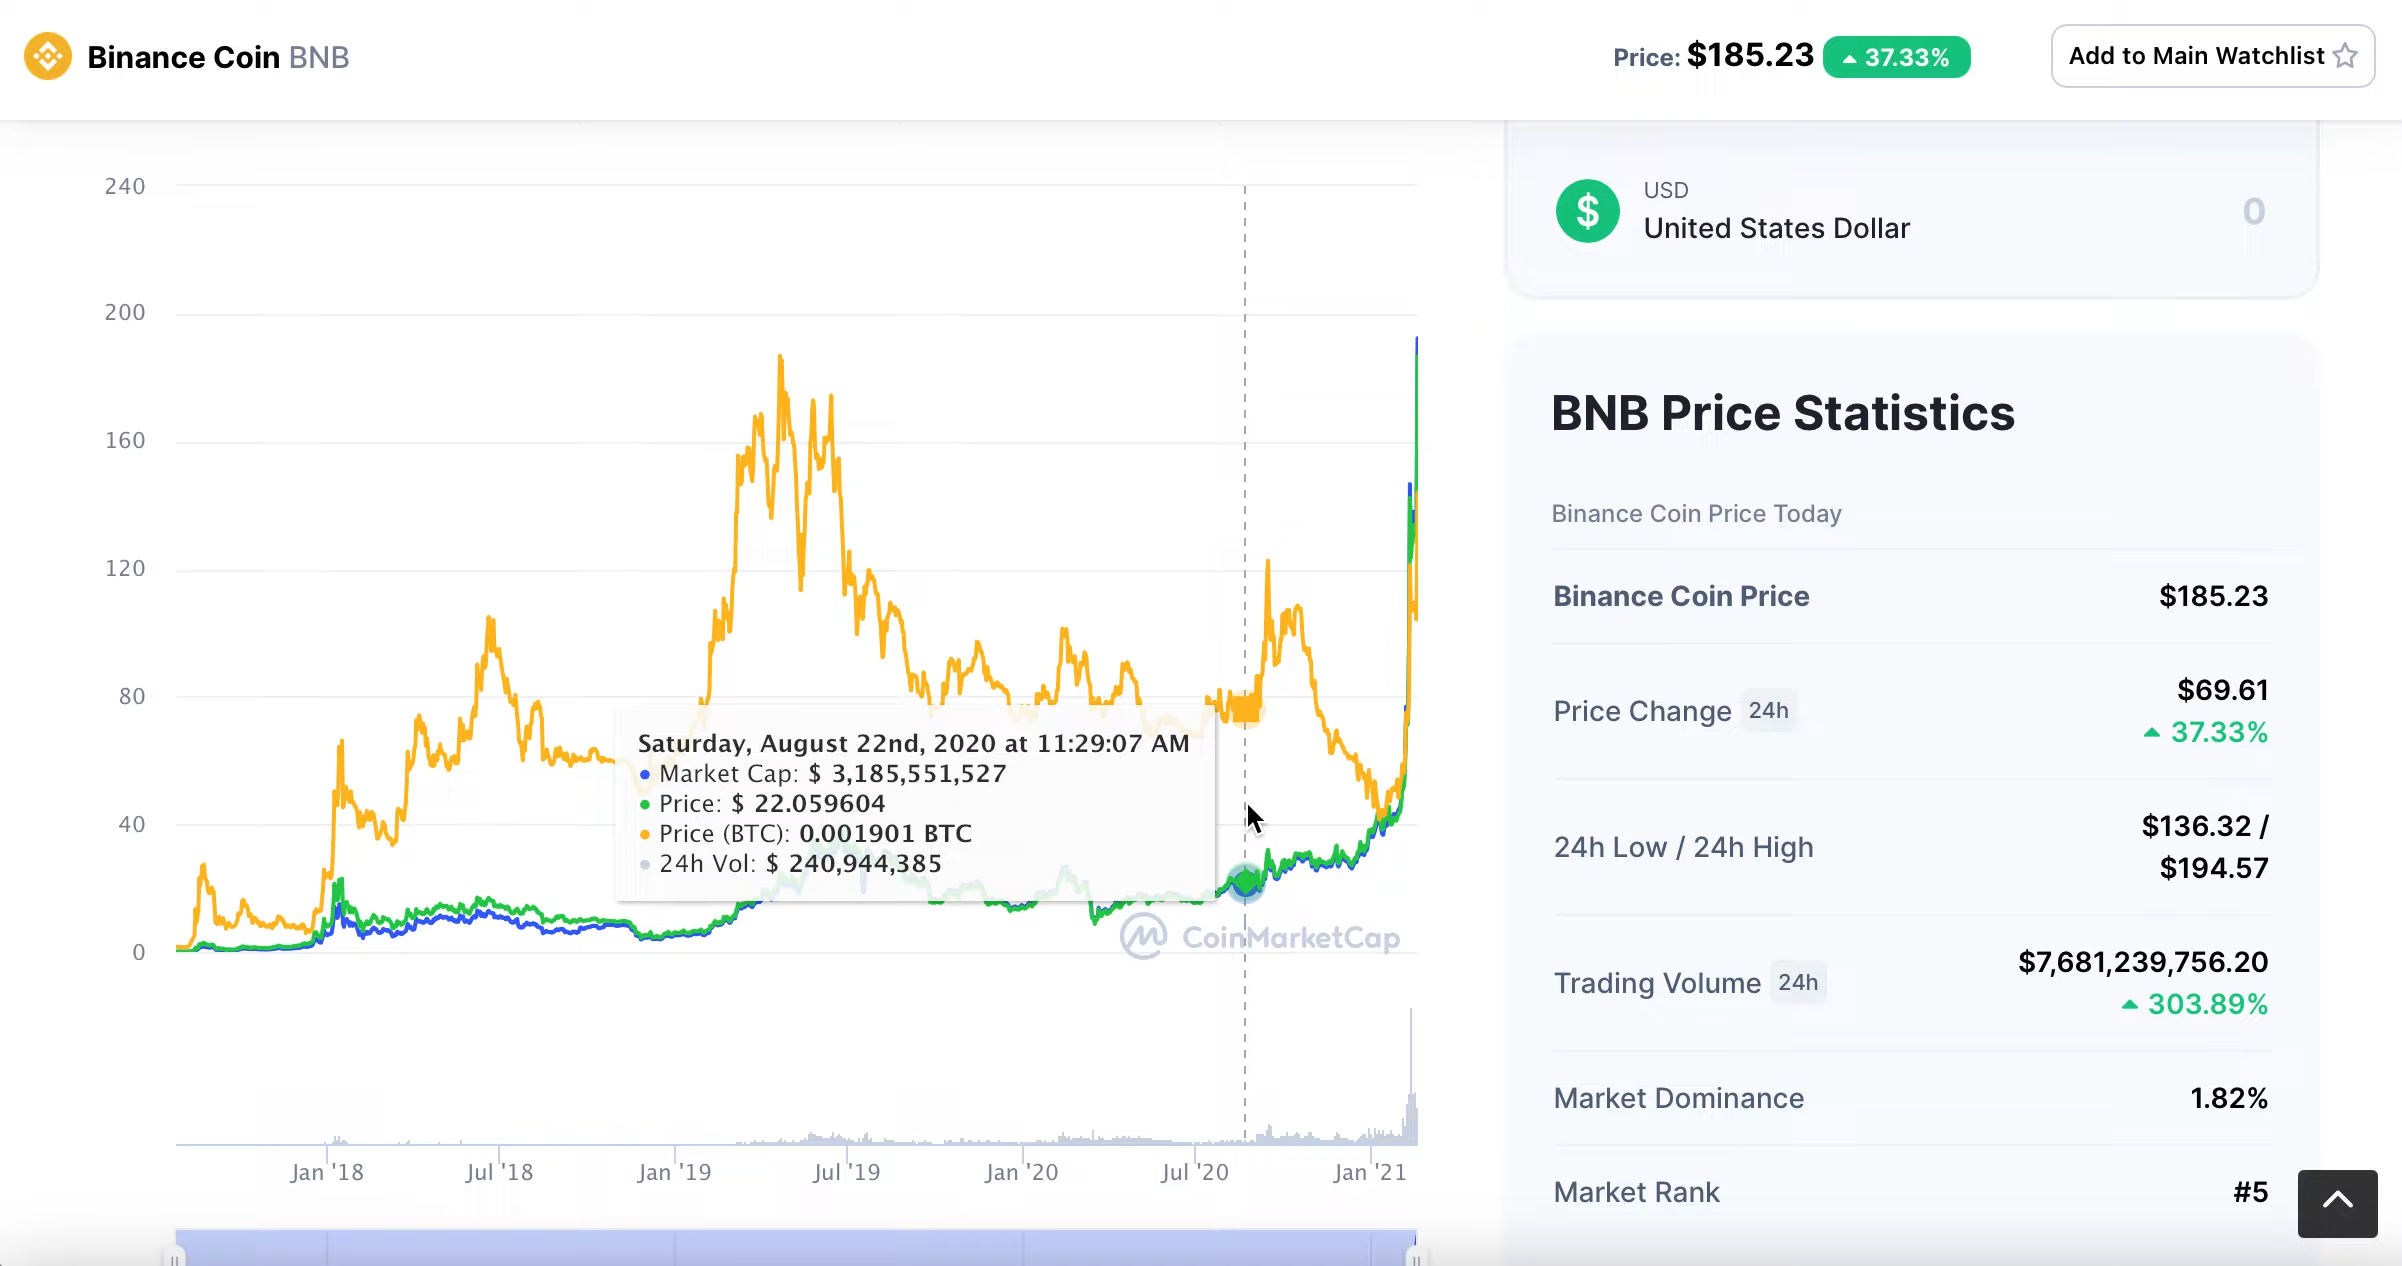 Binance Coin BNB
Price: $185.23 37.33%
Add to Main Watchlist
240
200
160
120
80
40
0
Saturday, August 22nd, 2020 at 11:29:07 AM
Market Cap: $ 3,185,551,527
Price: $ 22.059604
Price (BTC): 0.001901 BTC
24h Vol: $ 240,944,385
CoinMarketCap
Jan '18 Jul '18 Jan '19 Jul '19 Jan '20 Jul '20 Jan '21
USD
United States Dollar
0
BNB Price Statistics
Binance Coin Price Today
Binance Coin Price $185.23
Price Change 24h $69.61
37.33%
24h Low / 24h High $136.32 /
$194.57
Trading Volume 24h $7,681,239,756.20
303.89%
Market Dominance 1.82%
Market Rank #5